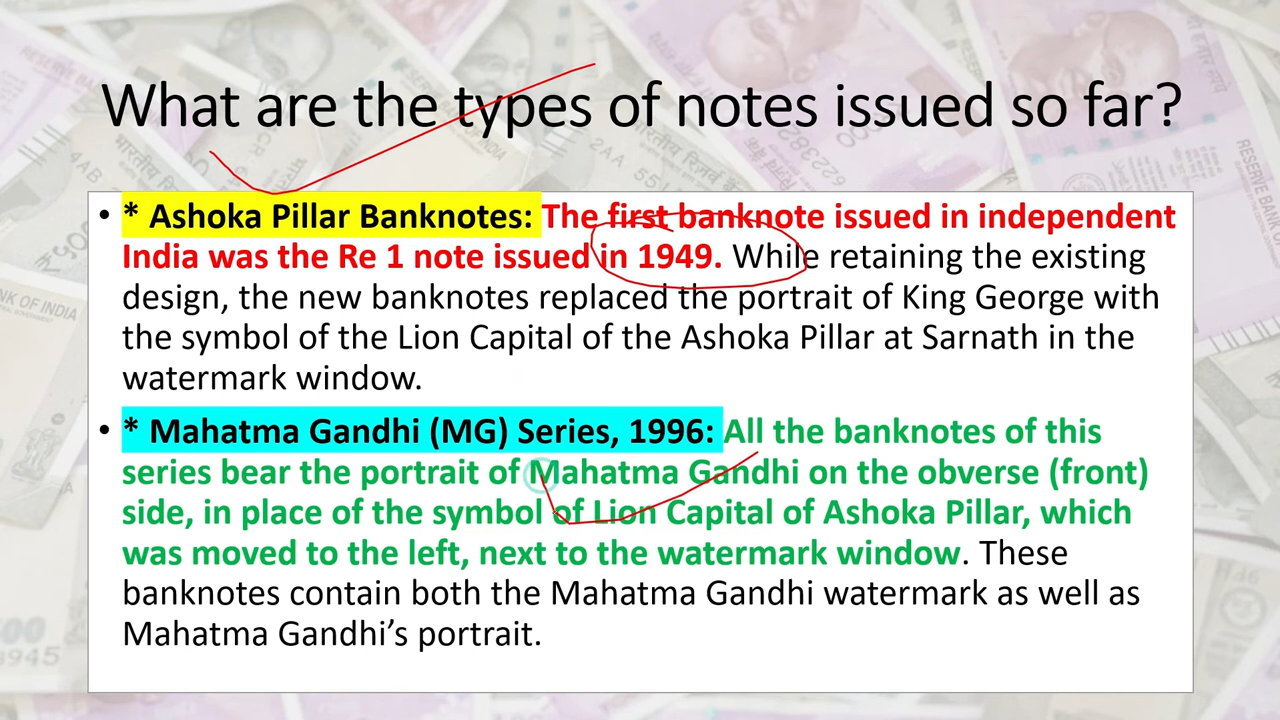 What are the types of notes issued so far?
• * Ashoka Pillar Banknotes: The first banknote issued in independent
India was the Re 1 note issued in 1949. While retaining the existing
design, the new banknotes replaced the portrait of King George with
the symbol of the Lion Capital of the Ashoka Pillar at Sarnath in the
watermark window.
• * Mahatma Gandhi (MG) Series, 1996: All the banknotes of this
series bear the portrait of Mahatma Gandhi on the obverse (front)
side, in place of the symbol of Lion Capital of Ashoka Pillar, which
was moved to the left, next to the watermark window. These
banknotes contain both the Mahatma Gandhi watermark as well as
Mahatma Gandhi’s portrait.